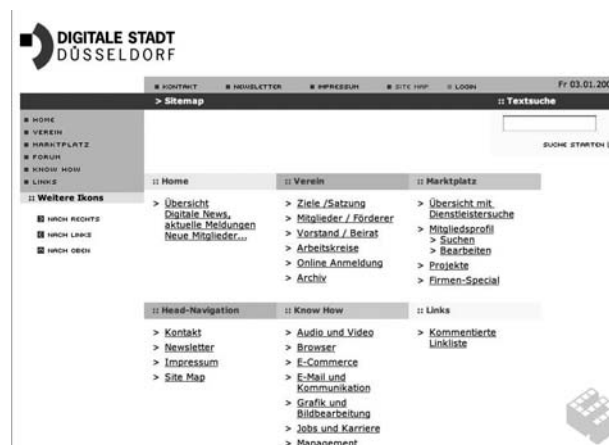 DIGITALE STADT
DÜSSELDORF
KONTAKT NEWSLETTER IMPRESSUM SITE MAP LOGIN Fr 03.01.200
> Sitemap :: Textsuche
HOME
VEREIN
MARKTPLATZ
FORUM
KNOW HOW
LINKS
SUCHE STARTEN
:: Weitere Ikons
NACH RECHTS
NACH LINKS
NACH OBEN
:: Home
> Übersicht
Digitale News,
aktuelle Meldungen
Neue Mitglieder...
:: Verein
> Ziele /Satzung
> Mitglieder / Förderer
> Vorstand / Beirat
> Arbeitskreise
> Online Anmeldung
> Archiv
:: Marktplatz
> Übersicht mit
Dienstleistersuche
> Mitgliedsprofil
> Suchen
> Bearbeiten
> Projekte
> Firmen-Special
:: Head-Navigation
> Kontakt
> Newsletter
> Impressum
> Site Map
:: Know How
> Audio und Video
> Browser
> E-Commerce
> E-Mail und
Kommunikation
> Grafik und
Bildbearbeitung
> Jobs und Karriere
> Management
:: Links
> Kommentierte
Linkliste